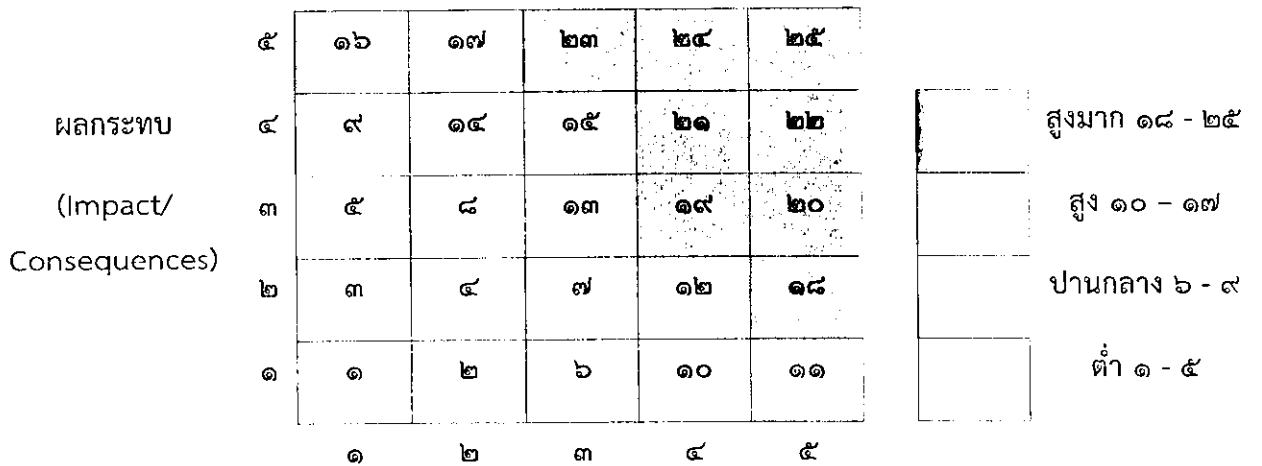 ๕ ๑๖ ๑๗ ๒๓ ๒๔ ๒๕
ผลกระทบ ๔ ๙ ๑๔ ๑๕ ๒๑ ๒๒ สูงมาก ๑๘ - ๒๕
(Impact/ ๓ ๕ ๘ ๑๓ ๑๙ ๒๐ สูง ๑๐ – ๑๗
Consequences)
๒ ๓ ๔ ๗ ๑๒ ๑๘ ปานกลาง ๖ - ๙
๑ ๑ ๒ ๖ ๑๐ ๑๑ ต่ำ ๑ - ๕
๑ ๒ ๓ ๔ ๕